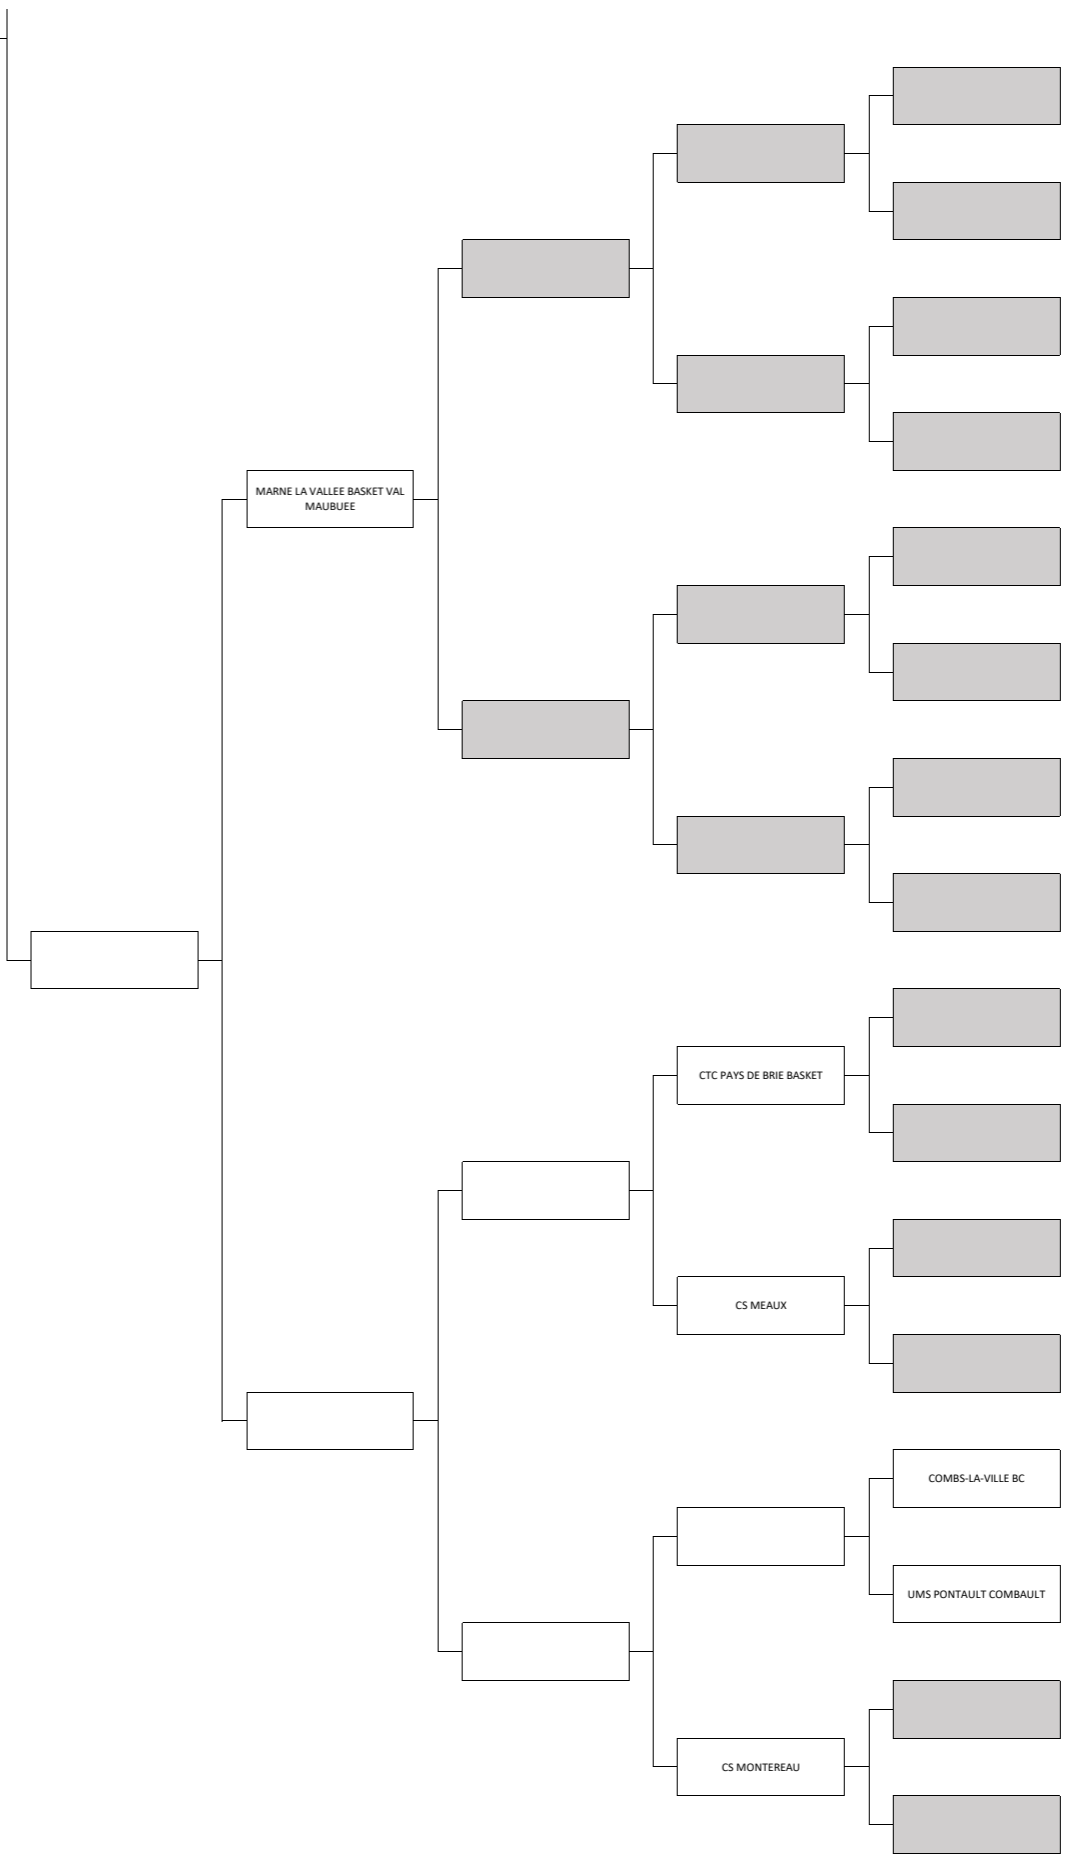 MARNE LA VALLEE BASKET VAL
MAUBUEE
CTC PAYS DE BRIE BASKET
CS MEAUX
COMBS-LA-VILLE BC
UMS PONTAULT COMBAULT
CS MONTEREAU